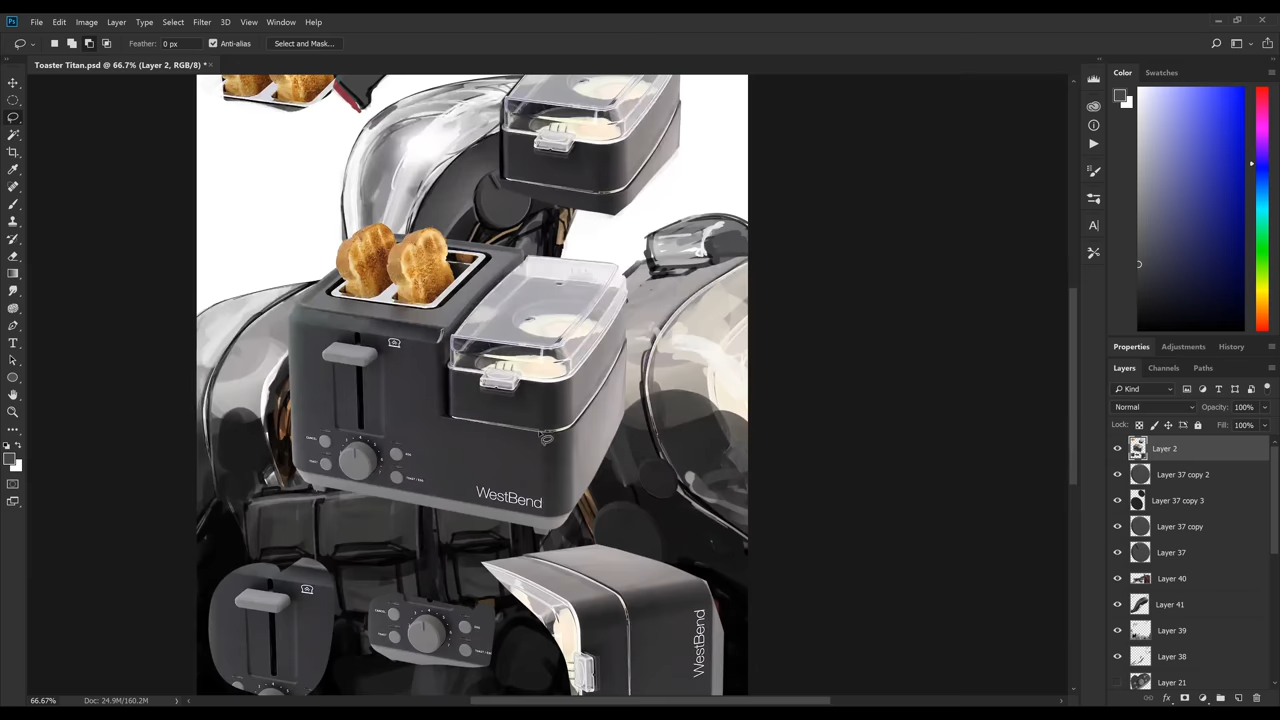 Ps File Edit Image Layer Type Select Filter 3D View Window Help
Feather: 0 px Anti-alias Select and Mask...
Toaster Titan.psd @ 66.7% (Layer 2, RGB/8) *
Color Swatches
Properties Adjustments History
Layers Channels Paths
Kind
Normal Opacity: 100%
Lock: Fill: 100%
Layer 2
Layer 37 copy 2
Layer 37 copy 3
Layer 37 copy
Layer 37
Layer 40
Layer 41
Layer 39
Layer 38
Layer 21
WestBend
WestBend
66.67% Doc: 24.9M/160.2M